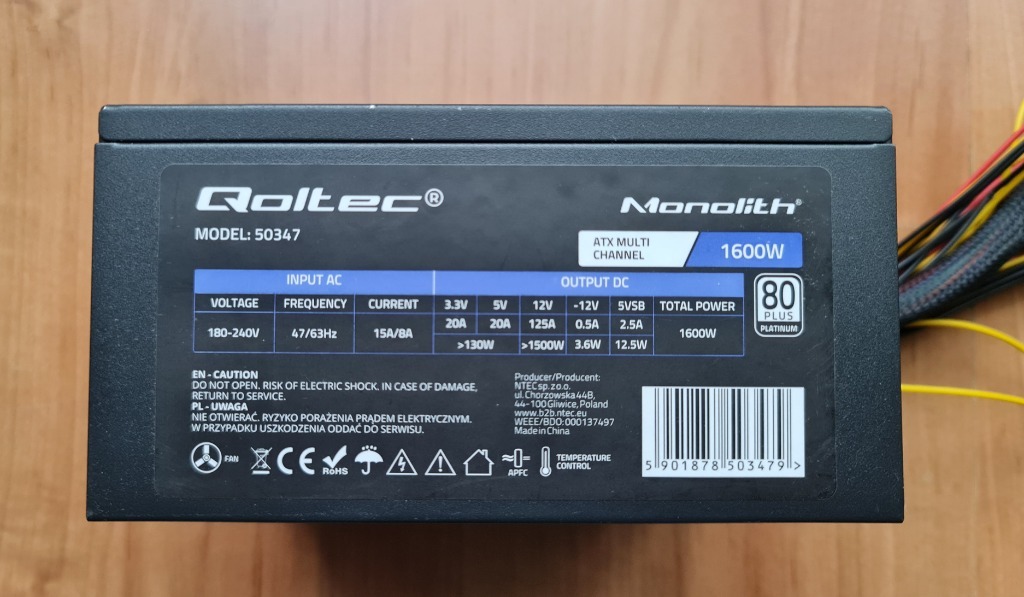 Qoltec®
Monolith®
MODEL: 50347
ATX MULTI
CHANNEL
1600W
INPUT AC OUTPUT DC
VOLTAGE FREQUENCY CURRENT 3.3V 5V 12V -12V 5VSB TOTAL POWER
180-240V 47/63Hz 15A/8A 20A 20A 125A 0.5A 2.5A 1600W
>130W >1500W 3.6W 12.5W
80
PLUS
PLATINUM
EN - CAUTION
DO NOT OPEN. RISK OF ELECTRIC SHOCK. IN CASE OF DAMAGE,
RETURN TO SERVICE.
PL - UWAGA
NIE OTWIERAĆ. RYZYKO PORAŻENIA PRĄDEM ELEKTRYCZNYM.
W PRZYPADKU USZKODZENIA ODDAĆ DO SERWISU.
Producer/Producent:
NTEC sp. z o.o.
ul. Chorzowska 44B,
44-100 Gliwice, Poland
www.b2b.ntec.eu
WEEE/BDO: 000137497
Made in China
FAN
CE
RoHS
APFC
TEMPERATURE
CONTROL
5 901878 503479 >